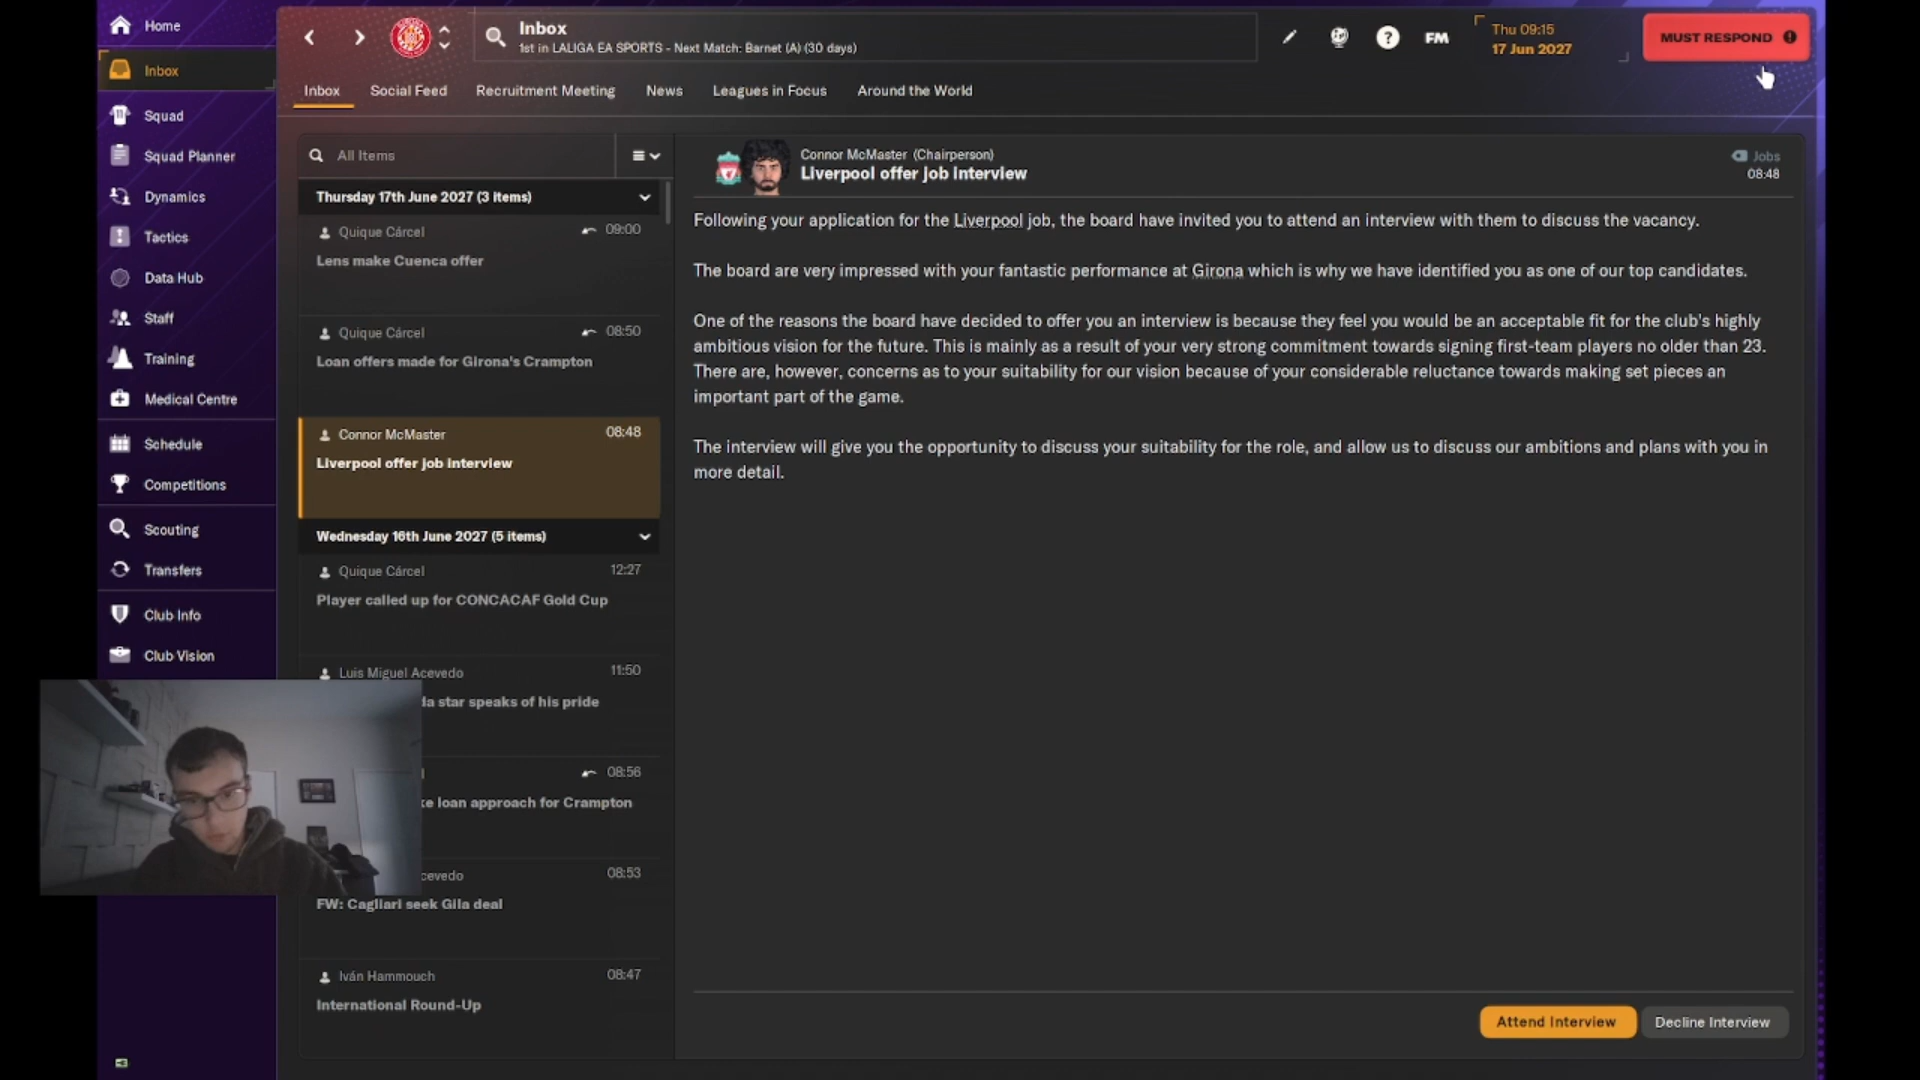 Home
Inbox
Squad
Squad Planner
Dynamics
Tactics
Data Hub
Staff
Training
Medical Centre
Schedule
Competitions
Scouting
Transfers
Club Info
Club Vision
Inbox
1st in LALIGA EA SPORTS - Next Match: Barnet (A) (30 days)
FM
Thu 09:15
17 Jun 2027
MUST RESPOND
Inbox Social Feed Recruitment Meeting News Leagues in Focus Around the World
All Items
Thursday 17th June 2027 (3 items)
Quique Cárcel 09:00
Lens make Cuenca offer
Quique Cárcel 08:50
Loan offers made for Girona's Crampton
Connor McMaster 08:48
Liverpool offer job interview
Wednesday 16th June 2027 (5 items)
Quique Cárcel 12:27
Player called up for CONCACAF Gold Cup
Luis Miguel Acevedo 11:50
da star speaks of his pride
08:56
ke loan approach for Crampton
cevedo 08:53
FW: Cagliari seek Gila deal
Iván Hammouch 08:47
International Round-Up
Connor McMaster (Chairperson)
Liverpool offer job interview
Jobs
08:48
Following your application for the Liverpool job, the board have invited you to attend an interview with them to discuss the vacancy.
The board are very impressed with your fantastic performance at Girona which is why we have identified you as one of our top candidates.
One of the reasons the board have decided to offer you an interview is because they feel you would be an acceptable fit for the club's highly
ambitious vision for the future. This is mainly as a result of your very strong commitment towards signing first-team players no older than 23.
There are, however, concerns as to your suitability for our vision because of your considerable reluctance towards making set pieces an
important part of the game.
The interview will give you the opportunity to discuss your suitability for the role, and allow us to discuss our ambitions and plans with you in
more detail.
Attend Interview
Decline Interview